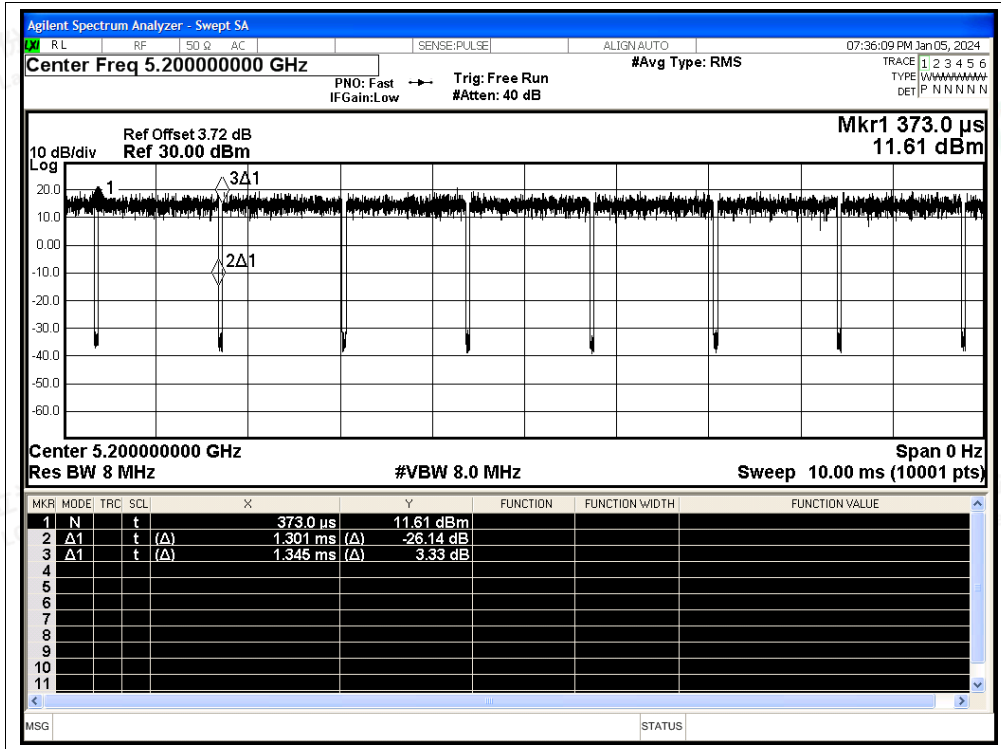 Agilent Spectrum Analyzer - Swept SA
LXI RL RF 50 Ω AC SENSE:PULSE ALIGN AUTO 07:36:09 PM Jan 05, 2024
Center Freq 5.200000000 GHz #Avg Type: RMS TRACE 1 2 3 4 5 6
PNO: Fast Trig: Free Run TYPE
IFGain:Low #Atten: 40 dB DET P N N N N N
Mkr1 373.0 µs
Ref Offset 3.72 dB
10 dB/div Ref 30.00 dBm 11.61 dBm
Log
3Δ1
1
20.0
10.0
0.00
2Δ1
-10.0
-20.0
-30.0
-40.0
-50.0
-60.0
Center 5.200000000 GHz Span 0 Hz
Res BW 8 MHz #VBW 8.0 MHz Sweep 10.00 ms (10001 pts)
MKR MODE TRC SCL X Y FUNCTION FUNCTION WIDTH FUNCTION VALUE
1 N t 373.0 µs 11.61 dBm
2 Δ1 t (Δ) 1.301 ms (Δ) -26.14 dB
3 Δ1 t (Δ) 1.345 ms (Δ) 3.33 dB
4
5
6
7
8
9
10
11
MSG STATUS